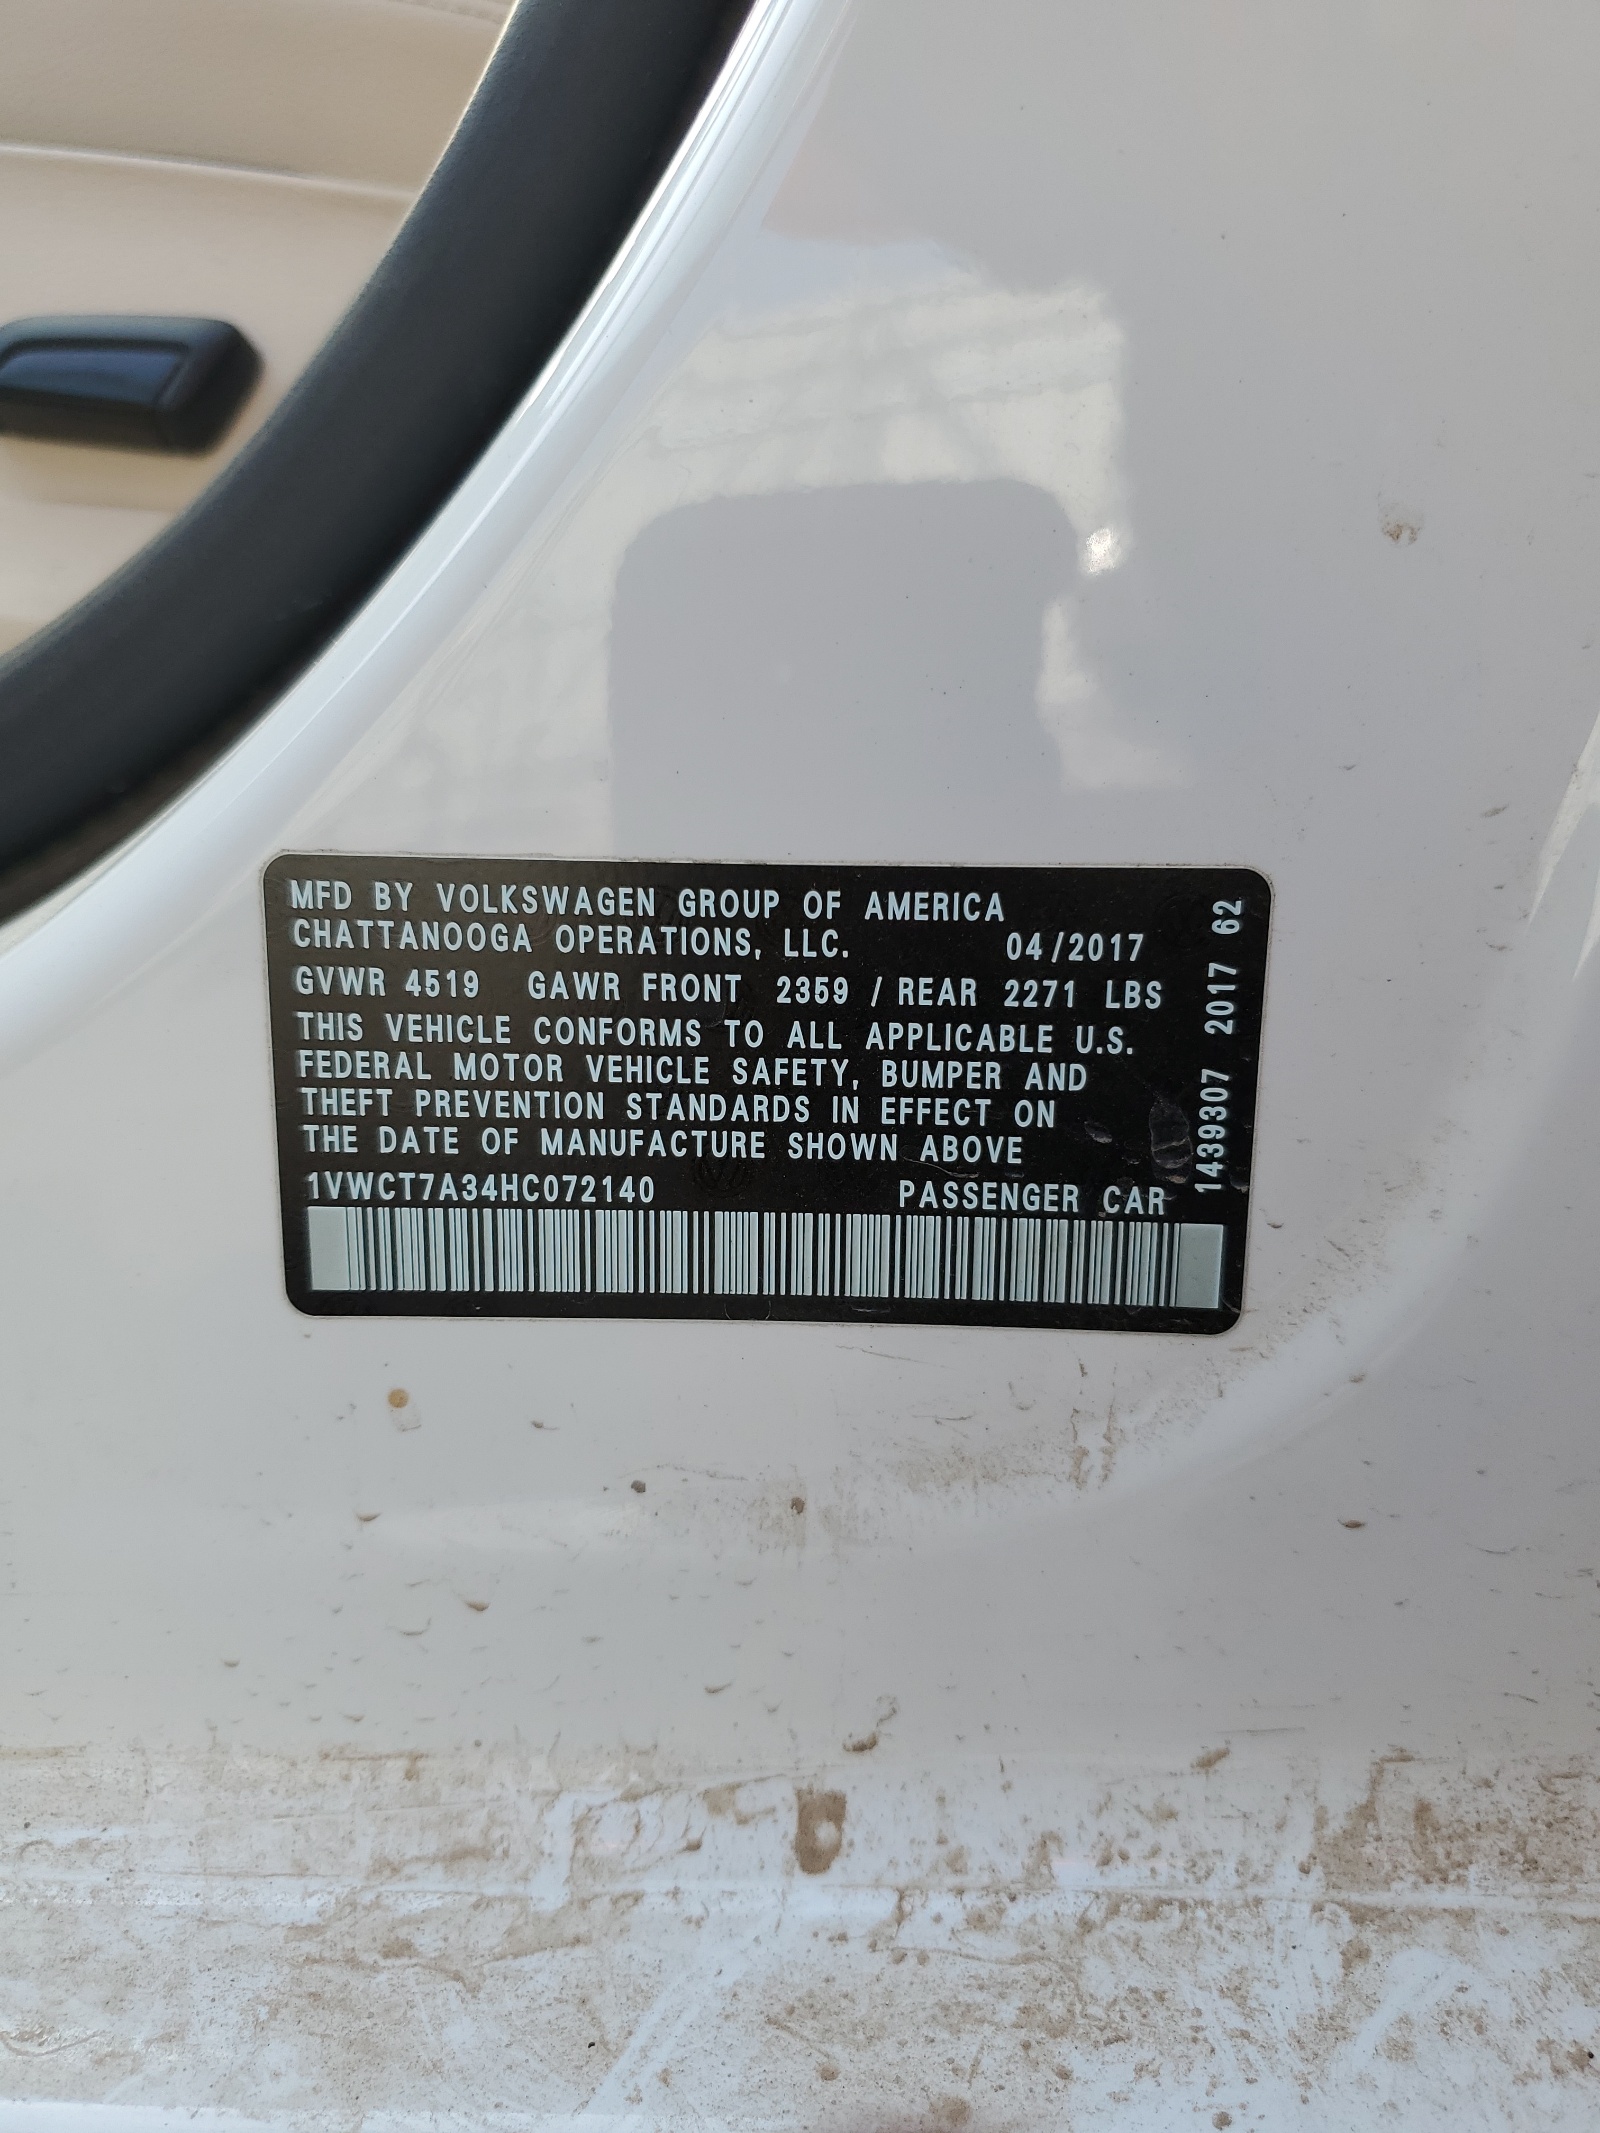 MFD BY VOLKSWAGEN GROUP OF AMERICA
CHATTANOOGA OPERATIONS, LLC. 04/2017
GVWR 4519 GAWR FRONT 2359 / REAR 2271 LBS
THIS VEHICLE CONFORMS TO ALL APPLICABLE U.S.
FEDERAL MOTOR VEHICLE SAFETY, BUMPER AND
THEFT PREVENTION STANDARDS IN EFFECT ON
THE DATE OF MANUFACTURE SHOWN ABOVE
1VWCT7A34HC072140 PASSENGER CAR
1439307 2017 62